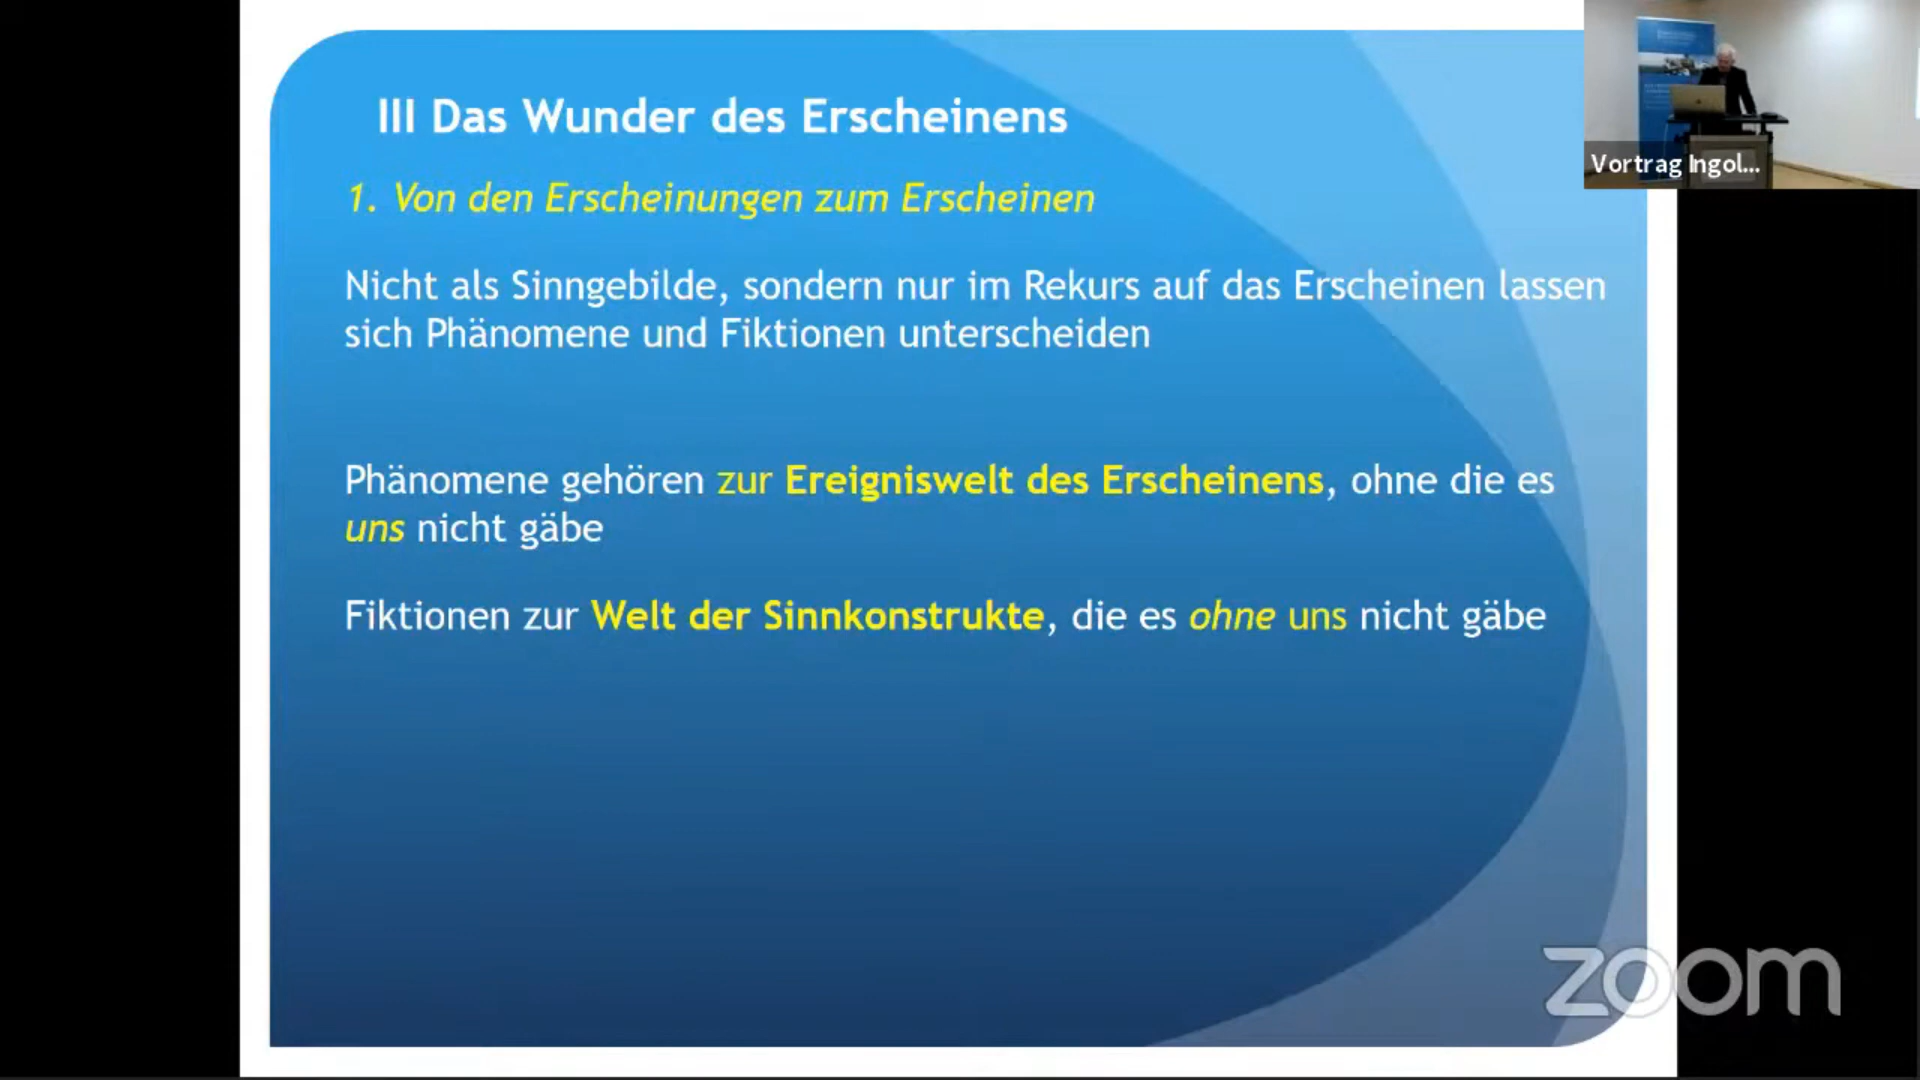 III Das Wunder des Erscheinens
1. Von den Erscheinungen zum Erscheinen
Nicht als Sinngebilde, sondern nur im Rekurs auf das Erscheinen lassen
sich Phänomene und Fiktionen unterscheiden
Phänomene gehören zur Ereigniswelt des Erscheinens, ohne die es
uns nicht gäbe
Fiktionen zur Welt der Sinnkonstrukte, die es ohne uns nicht gäbe
Vortrag Ingol...
zoom